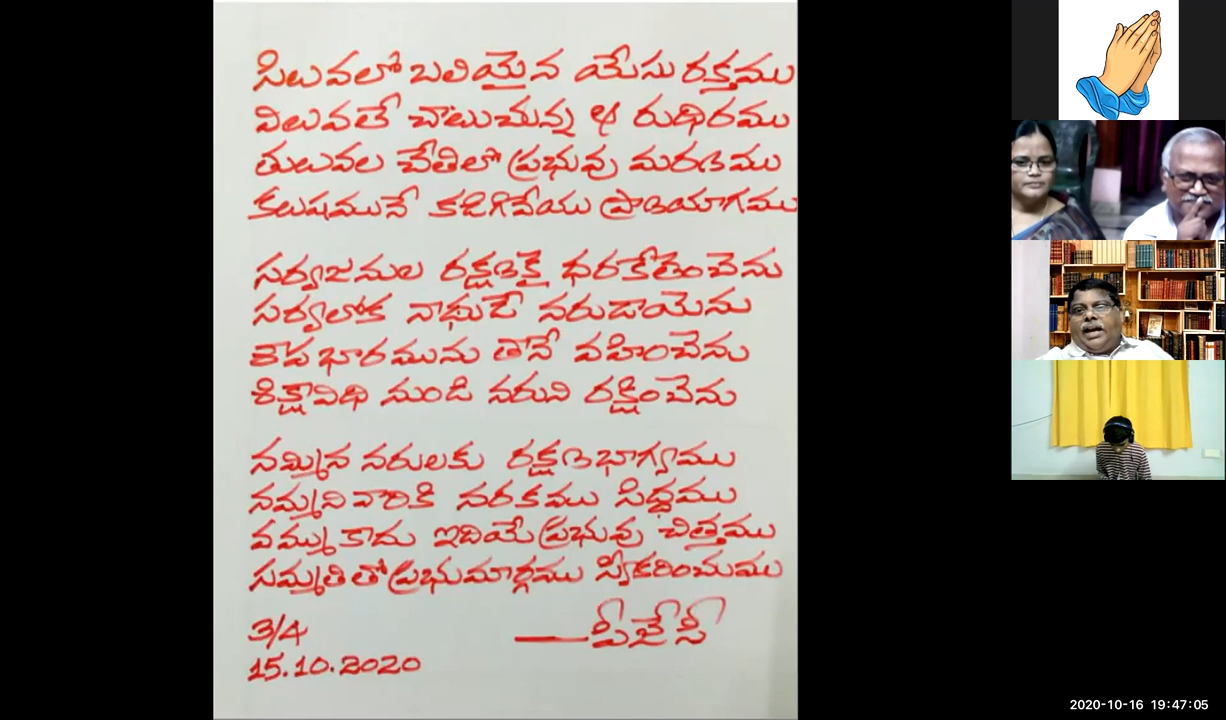 సిలువలో బలియైన యేసు రక్తము
విలువతే చాటుచున్న ఆ రుధిరము
తులువల చేతిలో ప్రభువు మరణము
కలుషమునే కడిగివేయు ప్రాణయాగము
సర్వజనుల రక్షణకై ధరకేతెంచెను
సర్వలోక నాథుడే నరుడాయెను
శాప భారమును తానే వహించెను
శిక్షావిధి నుండి నరుని రక్షించెను
నమ్మిన నరులకు రక్షణభాగ్యము
నమ్మని వారికి నరకము సిద్ధము
వమ్ము కాదు ఇదియే ప్రభువు చిత్తము
సమ్మతితో ప్రభుమార్గము స్వీకరించుము
3/4
15.10.2020
2020-10-16 19:47:05